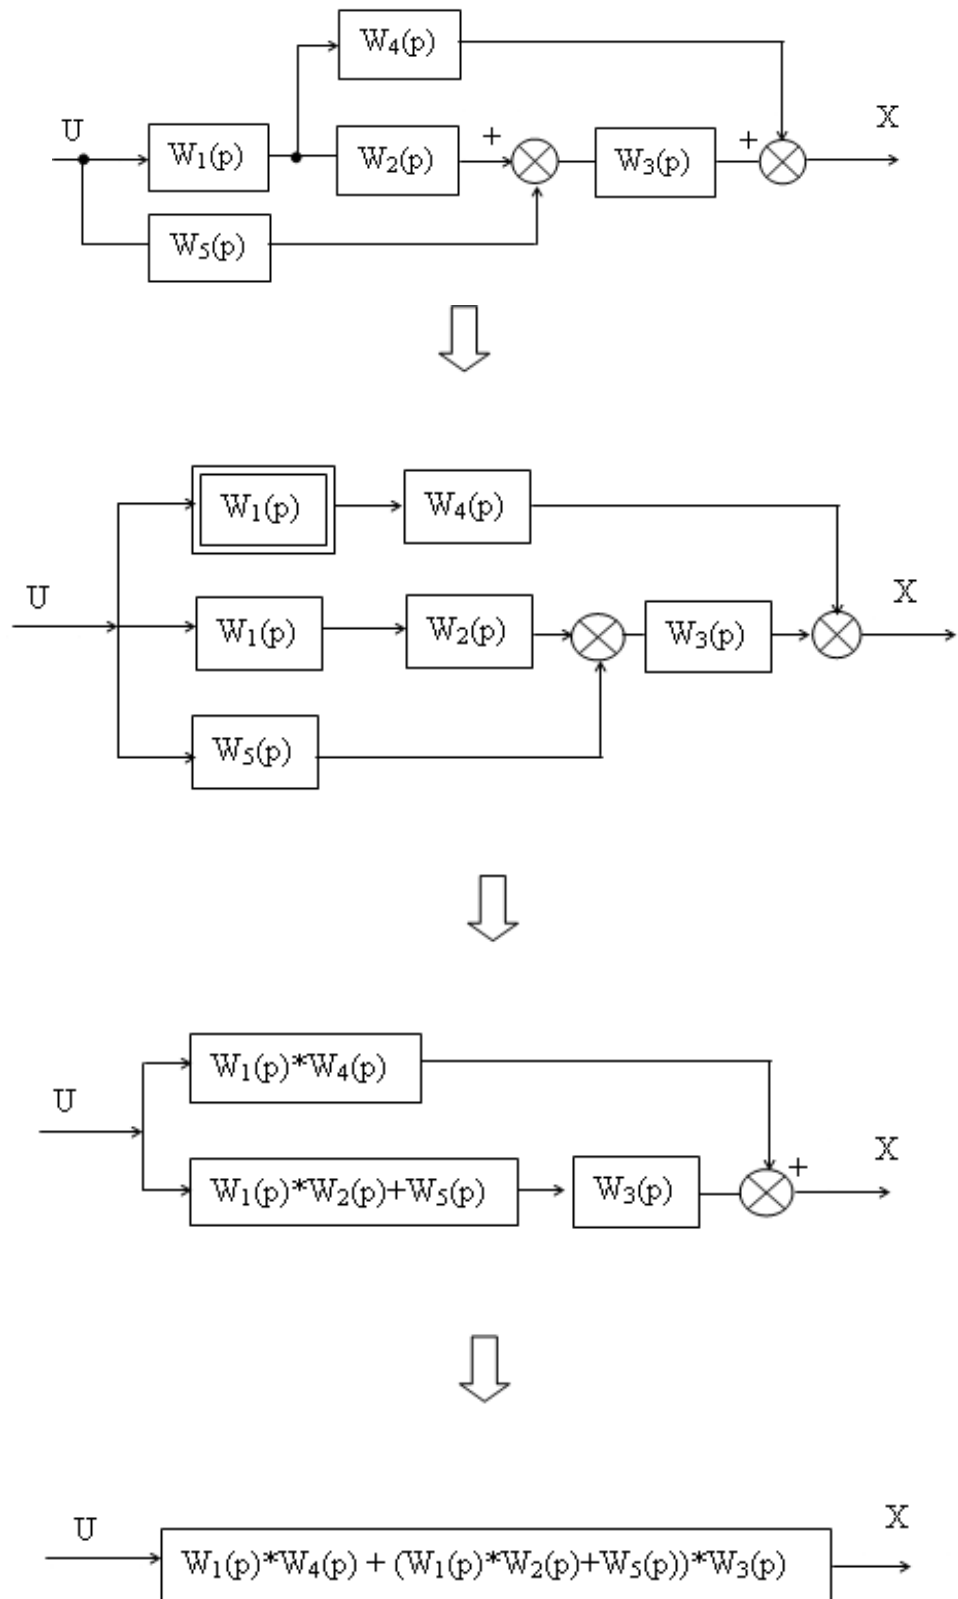 W₄(p)
U
W₁(p)
W₂(p)
+
W₃(p)
+
X
W₅(p)
W₁(p)
W₄(p)
U
W₁(p)
W₂(p)
W₃(p)
X
W₅(p)
W₁(p)*W₄(p)
U
W₁(p)*W₂(p)+W₅(p)
W₃(p)
+
X
U
W₁(p)*W₄(p) + (W₁(p)*W₂(p)+W₅(p))*W₃(p)
X